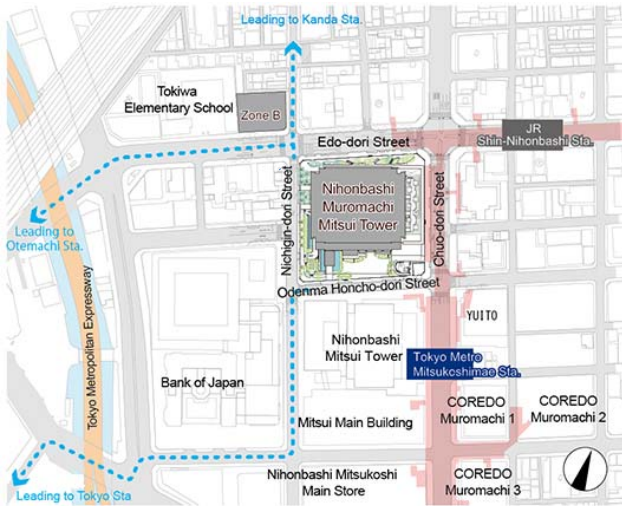 Leading to Kanda Sta.
Tokiwa
Elementary School
Zone B
JR
Shin-Nihonbashi Sta.
Edo-dori Street
Nihonbashi
Muromachi
Mitsui Tower
Nichigin-dori Street
Chuo-dori Street
Leading to
Otemachi Sta.
Odenma Honcho-dori Street
Tokyo Metropolitan Expressway
YUITO
Nihonbashi
Mitsui Tower
Tokyo Metro
Mitsukoshimae Sta.
Bank of Japan
COREDO
Muromachi 1
COREDO
Muromachi 2
Mitsui Main Building
Nihonbashi Mitsukoshi
Main Store
COREDO
Muromachi 3
Leading to Tokyo Sta